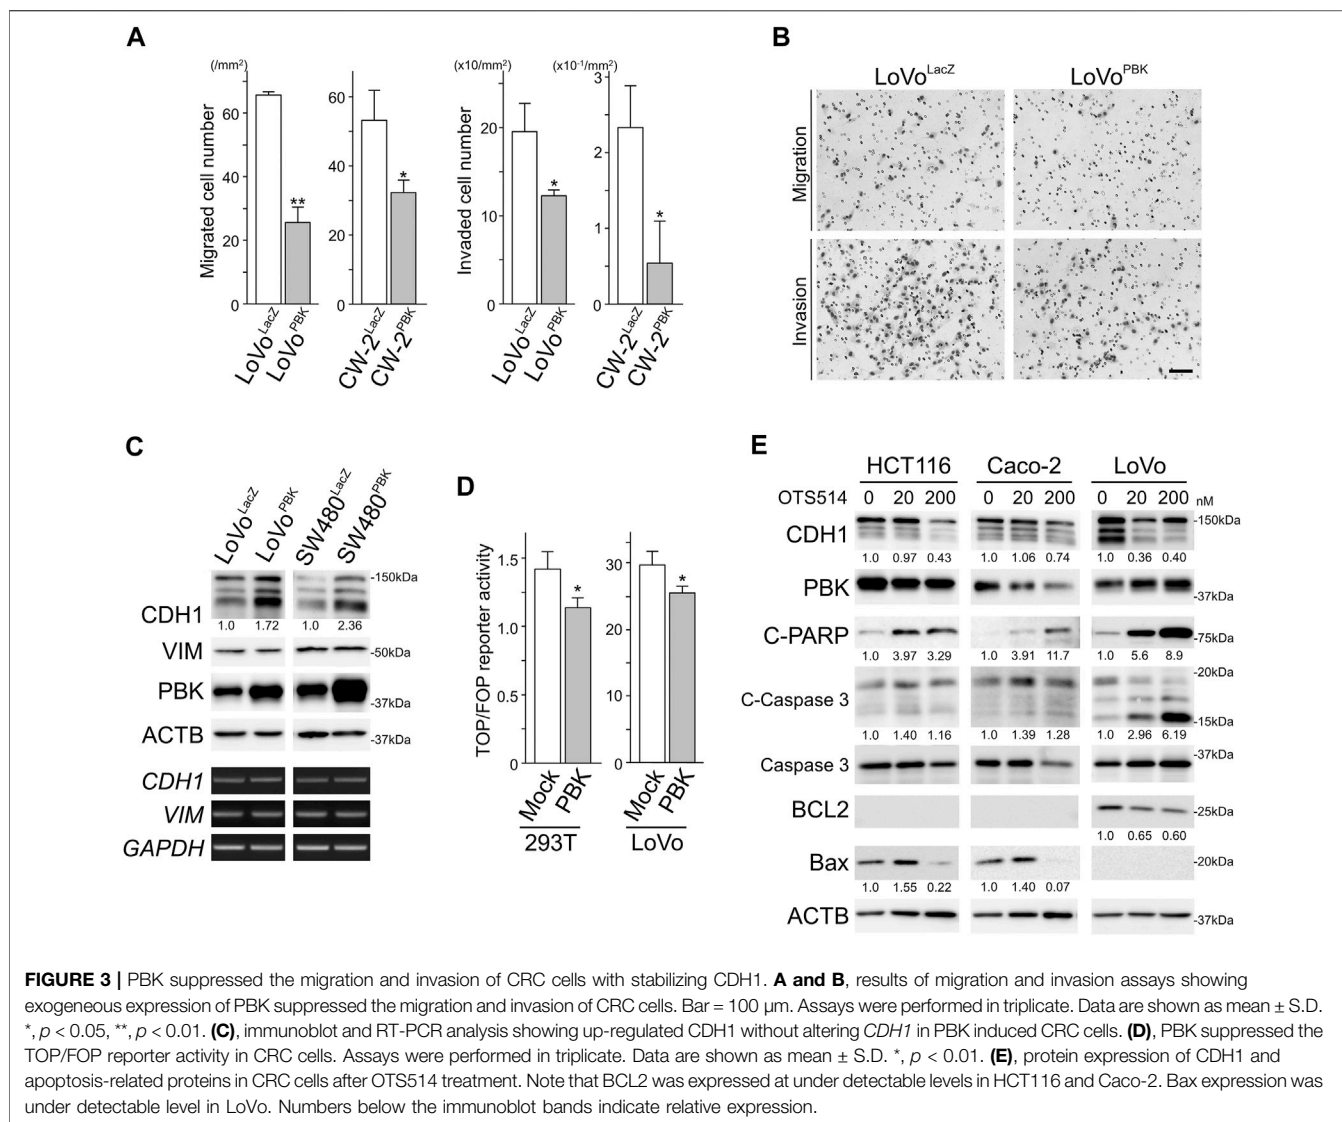 A
(/mm²)
Migrated cell number
60
40
20
0
LoVo^LacZ
LoVo^PBK
60
40
20
0
CW-2^LacZ
CW-2^PBK
(x10/mm²)
Invaded cell number
20
10
0
LoVo^LacZ
LoVo^PBK
(x10⁻¹/mm²)
3
2
1
0
CW-2^LacZ
CW-2^PBK
** * * *
B
LoVo^LacZ LoVo^PBK
Migration
Invasion
C
LoVo^LacZ LoVo^PBK SW480^LacZ SW480^PBK
-150kDa
CDH1
1.0 1.72 1.0 2.36
VIM -50kDa
PBK -37kDa
ACTB -37kDa
CDH1
VIM
GAPDH
D
TOP/FOP reporter activity
1.5
1.0
0.5
0
*
Mock PBK
293T
30
20
10
0
*
Mock PBK
LoVo
E
HCT116 Caco-2 LoVo
OTS514 0 20 200 0 20 200 0 20 200 nM
CDH1 -150kDa
1.0 0.97 0.43 1.0 1.06 0.74 1.0 0.36 0.40
PBK -37kDa
C-PARP -75kDa
1.0 3.97 3.29 1.0 3.91 11.7 1.0 5.6 8.9
-20kDa
C-Caspase 3
-15kDa
1.0 1.40 1.16 1.0 1.39 1.28 1.0 2.96 6.19
Caspase 3 -37kDa
BCL2 -25kDa
1.0 0.65 0.60
Bax -20kDa
1.0 1.55 0.22 1.0 1.40 0.07
ACTB -37kDa
FIGURE 3 | PBK suppressed the migration and invasion of CRC cells with stabilizing CDH1. A and B, results of migration and invasion assays showing
exogeneous expression of PBK suppressed the migration and invasion of CRC cells. Bar = 100 μm. Assays were performed in triplicate. Data are shown as mean ± S.D.
*, p < 0.05, **, p < 0.01. (C), immunoblot and RT-PCR analysis showing up-regulated CDH1 without altering CDH1 in PBK induced CRC cells. (D), PBK suppressed the
TOP/FOP reporter activity in CRC cells. Assays were performed in triplicate. Data are shown as mean ± S.D. *, p < 0.01. (E), protein expression of CDH1 and
apoptosis-related proteins in CRC cells after OTS514 treatment. Note that BCL2 was expressed at under detectable levels in HCT116 and Caco-2. Bax expression was
under detectable level in LoVo. Numbers below the immunoblot bands indicate relative expression.